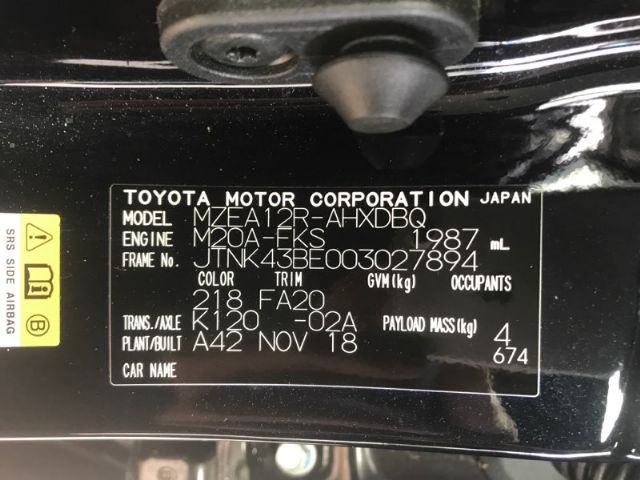 TOYOTA MOTOR CORPORATION JAPAN
MODEL MZEA12R-AHXDBQ
ENGINE M20A-FKS 1987 mL
FRAME No. JTNK43BE003027894
COLOR TRIM GVM(kg) OCCUPANTS
218 FA20
TRANS./AXLE K120 -02A PAYLOAD MASS(kg) 4
PLANT/BUILT A42 NOV 18 674
CAR NAME
SRS SIDE AIRBAG
B